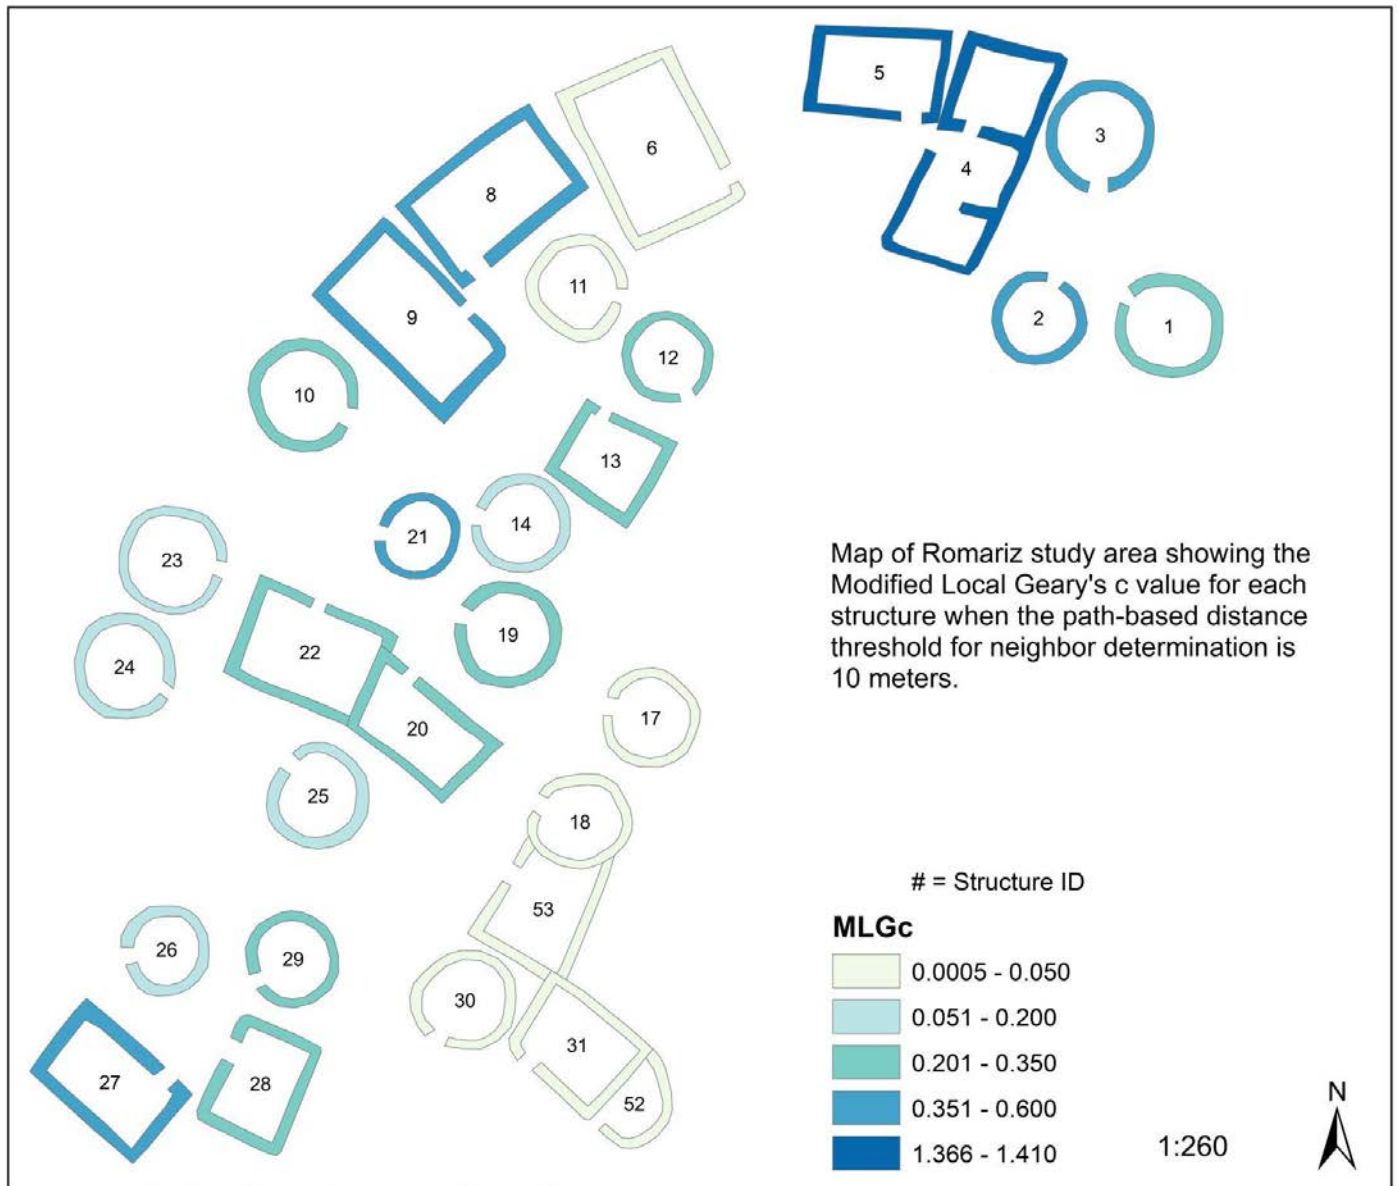 5
3
4
6
8
11
2
1
9
12
10
13
14
21
23
19
22
24
17
20
25
18
53
26
29
30
31
27
28
52
Map of Romariz study area showing the
Modified Local Geary's c value for each
structure when the path-based distance
threshold for neighbor determination is
10 meters.
# = Structure ID
MLGc
0.0005 - 0.050
0.051 - 0.200
0.201 - 0.350
0.351 - 0.600
1.366 - 1.410
1:260
N